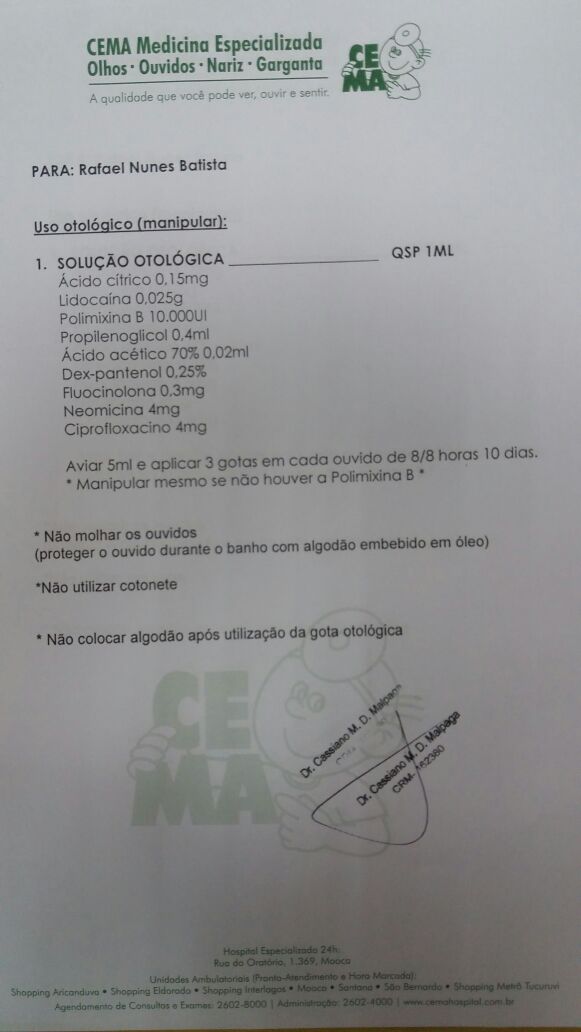 CEMA Medicina Especializada
Olhos · Ouvidos · Nariz · Garganta
A qualidade que você pode ver, ouvir e sentir.
CE
MA
PARA: Rafael Nunes Batista
Uso otológico (manipular):
1. SOLUÇÃO OTOLÓGICA ____________________ QSP 1ML
Ácido cítrico 0,15mg
Lidocaína 0,025g
Polimixina B 10.000UI
Propilenoglicol 0,4ml
Ácido acético 70% 0,02ml
Dex-pantenol 0,25%
Fluocinolona 0,3mg
Neomicina 4mg
Ciprofloxacino 4mg
Aviar 5ml e aplicar 3 gotas em cada ouvido de 8/8 horas 10 dias.
* Manipular mesmo se não houver a Polimixina B *
* Não molhar os ouvidos
(proteger o ouvido durante o banho com algodão embebido em óleo)
*Não utilizar cotonete
* Não colocar algodão após utilização da gota otológica
CE
MA
Dr. Cassiano M. D. Malpaga
Dr. Cassiano M. D. Malpaga
CRM-162380
Hospital Especializado 24h:
Rua do Oratório, 1.369, Mooca
Unidades Ambulatoriais (Pronto-Atendimento e Hora Marcada):
Shopping Aricanduva • Shopping Eldorado • Shopping Interlagos • Mooca • Santana • São Bernardo • Shopping Metrô Tucuruvi
Agendamento de Consultas e Exames: 2602-8000 | Administração: 2602-4000 | www.cemahospital.com.br